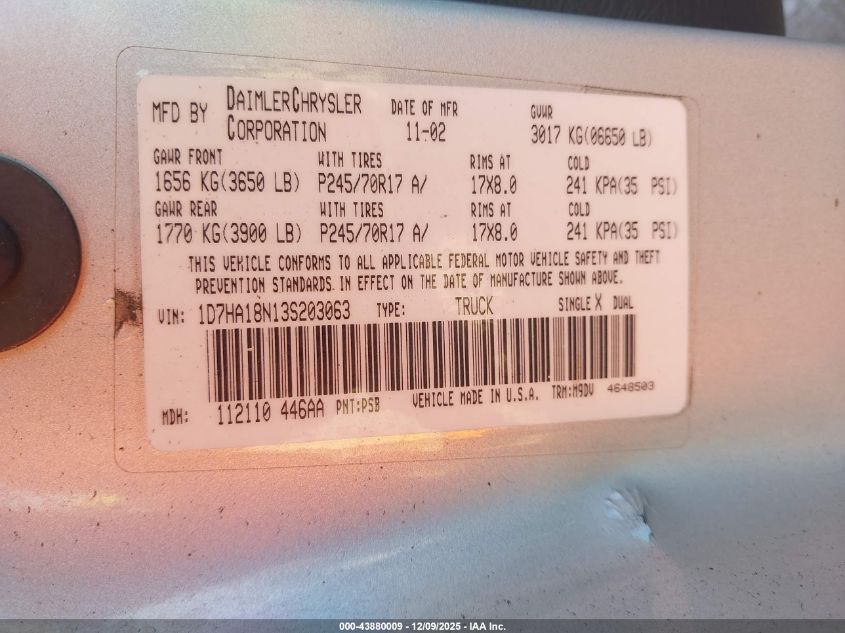 MFD BY DAIMLERCHRYSLER CORPORATION DATE OF MFR 11-02 GVWR 3017 KG(06650 LB)
GAWR FRONT WITH TIRES RIMS AT COLD
1656 KG(3650 LB) P245/70R17 A/ 17X8.0 241 KPA(35 PSI)
GAWR REAR WITH TIRES RIMS AT COLD
1770 KG(3900 LB) P245/70R17 A/ 17X8.0 241 KPA(35 PSI)
THIS VEHICLE CONFORMS TO ALL APPLICABLE FEDERAL MOTOR VEHICLE SAFETY AND THEFT
PREVENTION STANDARDS IN EFFECT ON THE DATE OF MANUFACTURE SHOWN ABOVE.
VIN: 1D7HA18N13S203063 TYPE: TRUCK SINGLE X DUAL
MDH: 112110 446AA PNT:PSB VEHICLE MADE IN U.S.A. TRM:M9DV 4648503
000-43880009 - 12/09/2025 - IAA Inc.